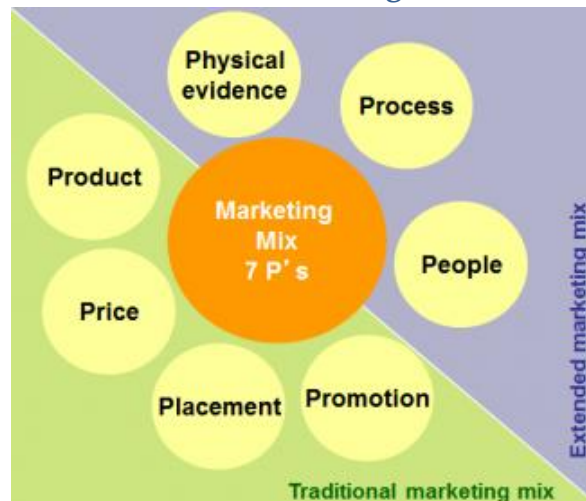 Physical
evidence
Process
Product
Marketing
Mix
7 P's
People
Price
Placement
Promotion
Extended marketing mix
Traditional marketing mix